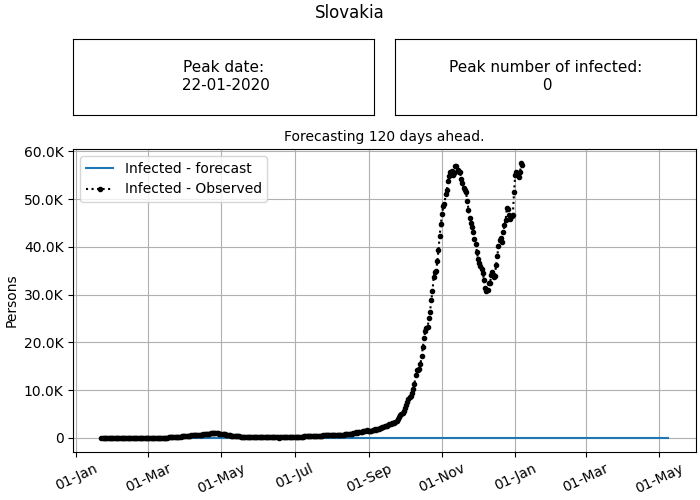 Slovakia
Peak date:
22-01-2020
Peak number of infected:
0
Forecasting 120 days ahead.
Infected - forecast
Infected - Observed
60.0K
50.0K
40.0K
30.0K
20.0K
10.0K
0
Persons
01-Jan
01-Mar
01-May
01-Jul
01-Sep
01-Nov
01-Jan
01-Mar
01-May